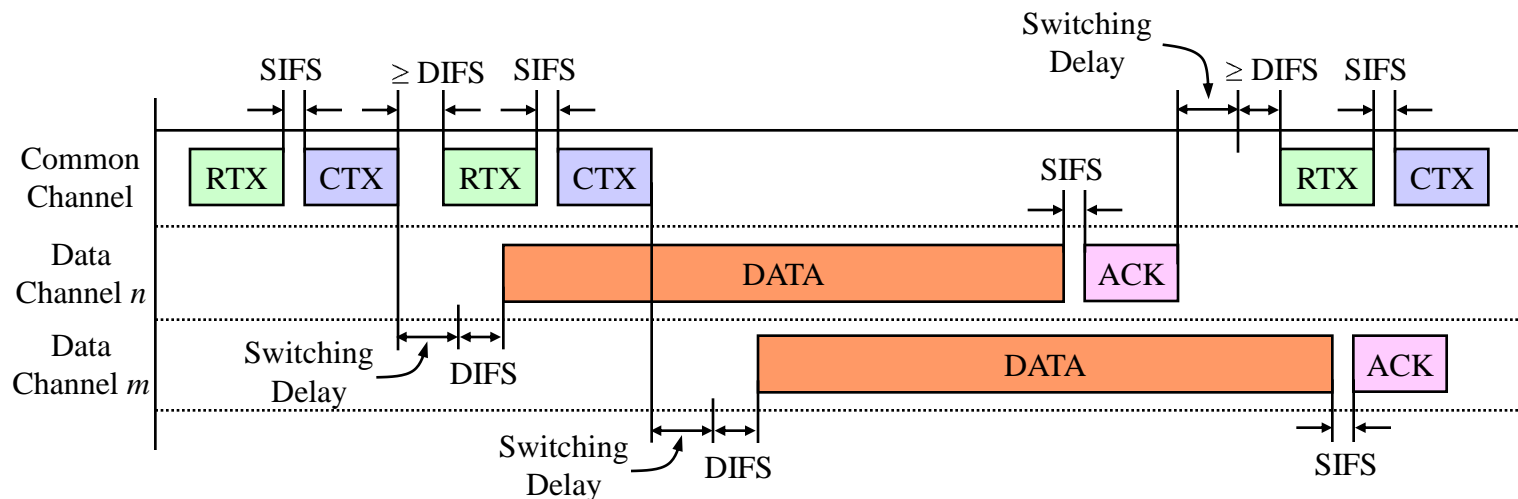 Switching
Delay
SIFS
≥ DIFS
SIFS
≥ DIFS
SIFS
Common
Channel
RTX
CTX
RTX
CTX
SIFS
RTX
CTX
Data
Channel n
DATA
ACK
Data
Channel m
Switching
Delay
DIFS
DATA
ACK
Switching
Delay
DIFS
SIFS